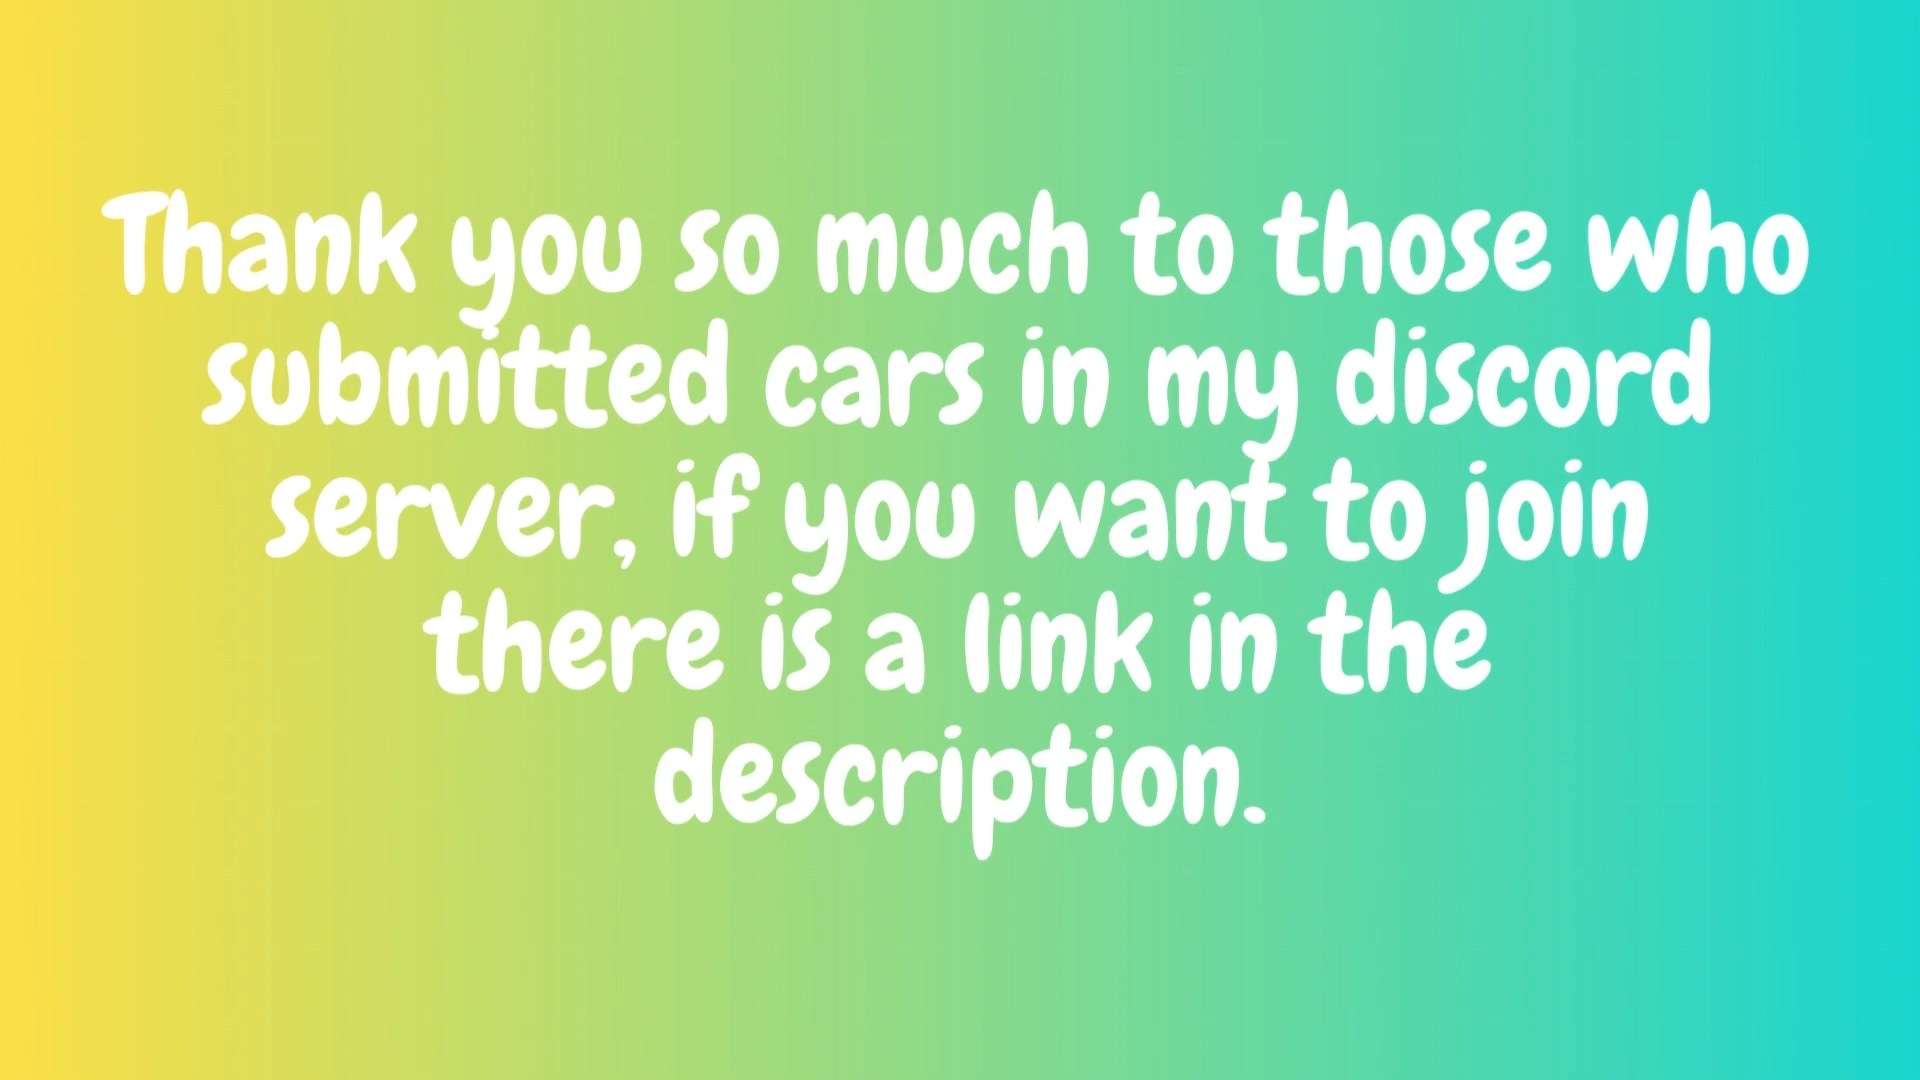 Thank you so much to those who
submitted cars in my discord
server, if you want to join
there is a link in the
description.